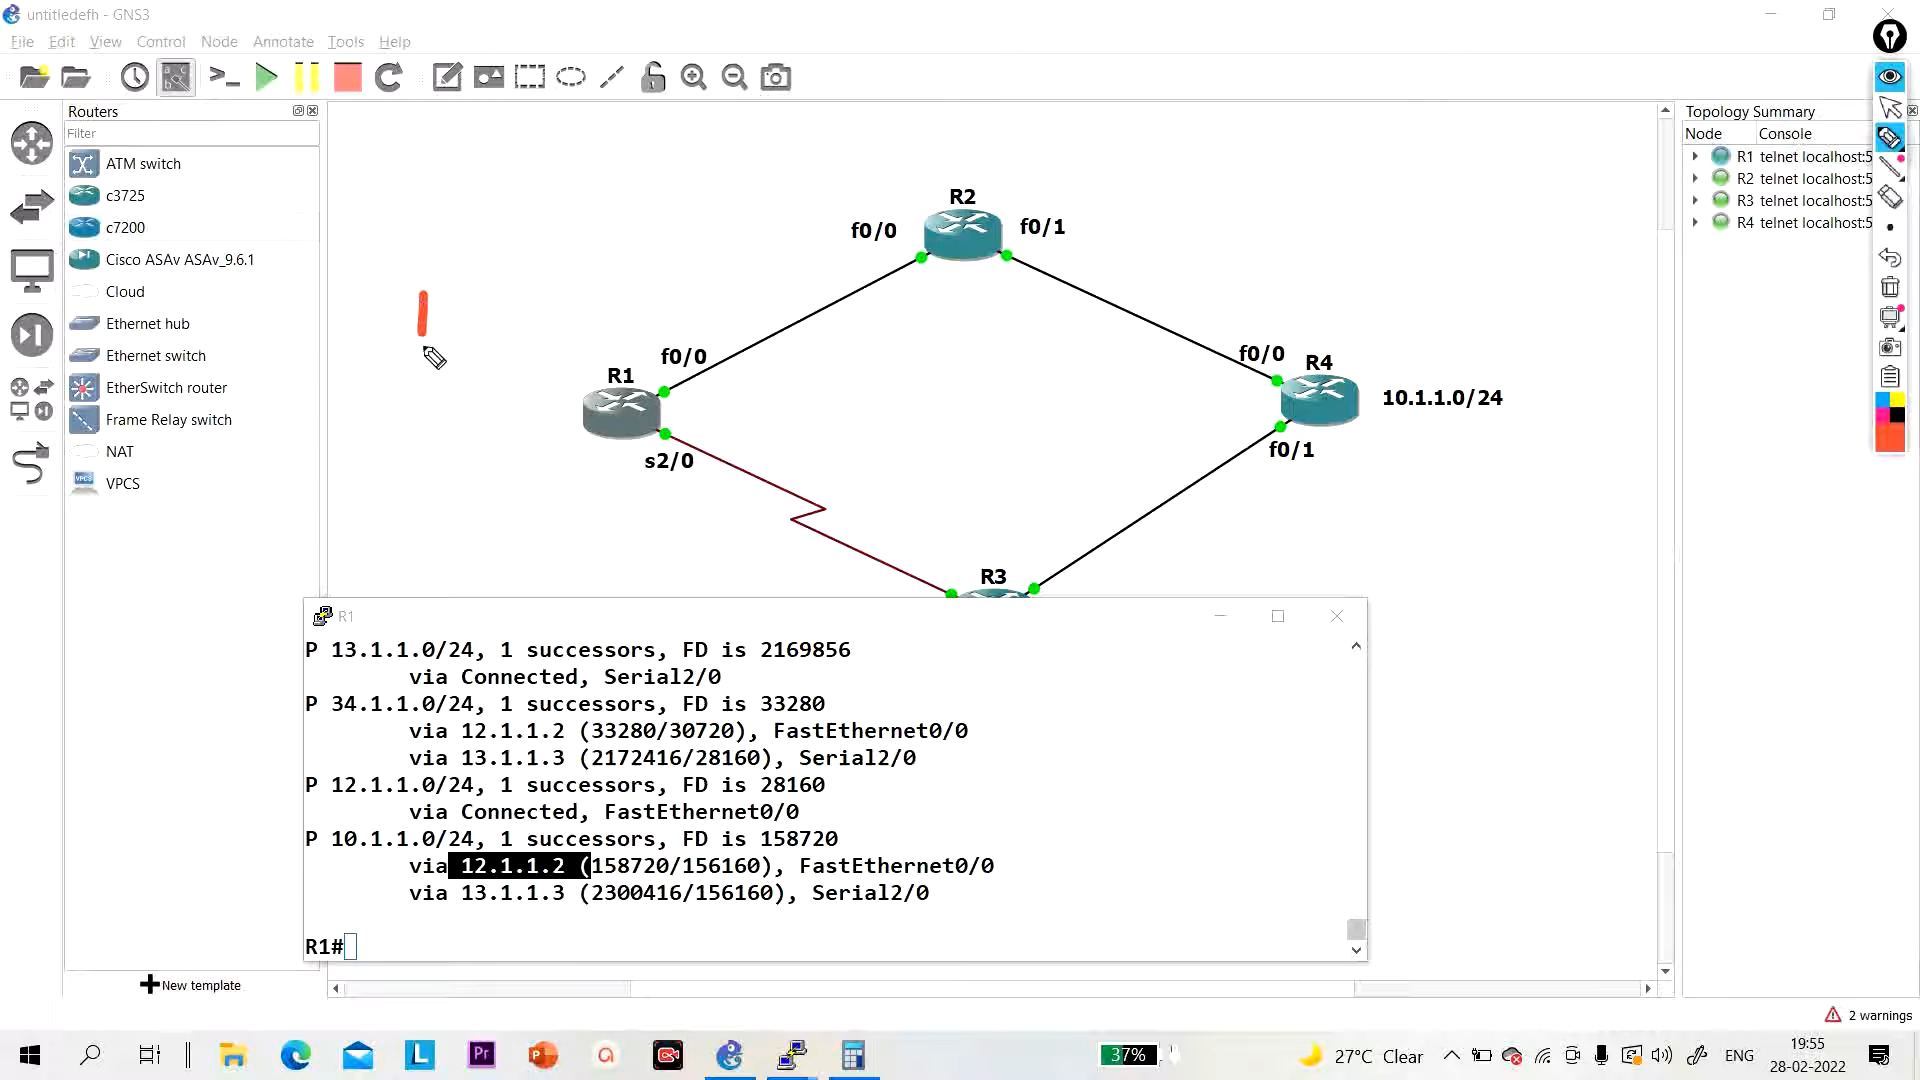 untitledefh - GNS3
File Edit View Control Node Annotate Tools Help
Routers
Filter
ATM switch
c3725
c7200
Cisco ASAv ASAv_9.6.1
Cloud
Ethernet hub
Ethernet switch
EtherSwitch router
Frame Relay switch
NAT
VPCS
New template
R2
f0/0
f0/1
f0/0
R1
s2/0
f0/0
R4
10.1.1.0/24
f0/1
R3
Topology Summary
Node Console
R1 telnet localhost:5
R2 telnet localhost:5
R3 telnet localhost:5
R4 telnet localhost:5
R1
P 13.1.1.0/24, 1 successors, FD is 2169856
via Connected, Serial2/0
P 34.1.1.0/24, 1 successors, FD is 33280
via 12.1.1.2 (33280/30720), FastEthernet0/0
via 13.1.1.3 (2172416/28160), Serial2/0
P 12.1.1.0/24, 1 successors, FD is 28160
via Connected, FastEthernet0/0
P 10.1.1.0/24, 1 successors, FD is 158720
via 12.1.1.2 (158720/156160), FastEthernet0/0
via 13.1.1.3 (2300416/156160), Serial2/0
R1#
2 warnings
37%
27°C Clear
ENG
19:55
28-02-2022